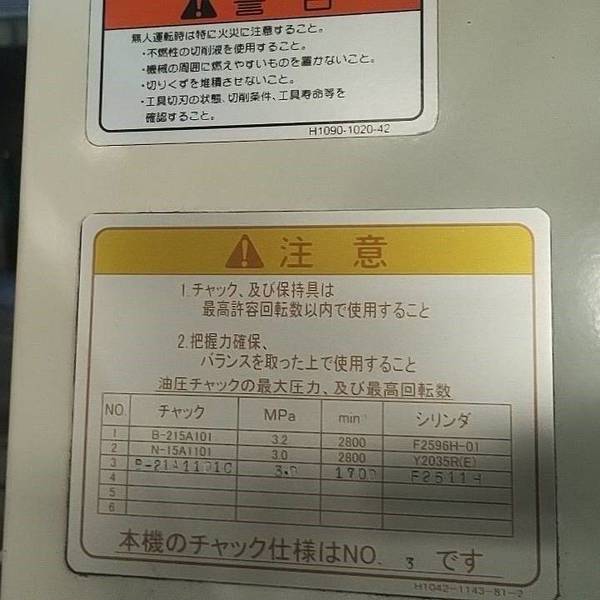 ⚠ 警告
無人運転時は特に火災に注意すること。
・不燃性の切削液を使用すること。
・機械の周囲に燃えやすいものを置かないこと。
・切りくずを堆積させないこと。
・工具切刃の状態、切削条件、工具寿命等を
確認すること。
H1090-1020-42
⚠ 注意
1.チャック、及び保持具は
最高許容回転数以内で使用すること
2.把握力確保、
バランスを取った上で使用すること
油圧チャックの最大圧力、及び最高回転数
NO. チャック MPa min⁻ シリンダ
1 B-215A101 3.2 2800 F2596H-01
2 N-15A1101 3.0 2800 Y2035R(E)
3 1700 F2511H
4
5
6
本機のチャック仕様はNO. 3 です
H1042-1143-81-2